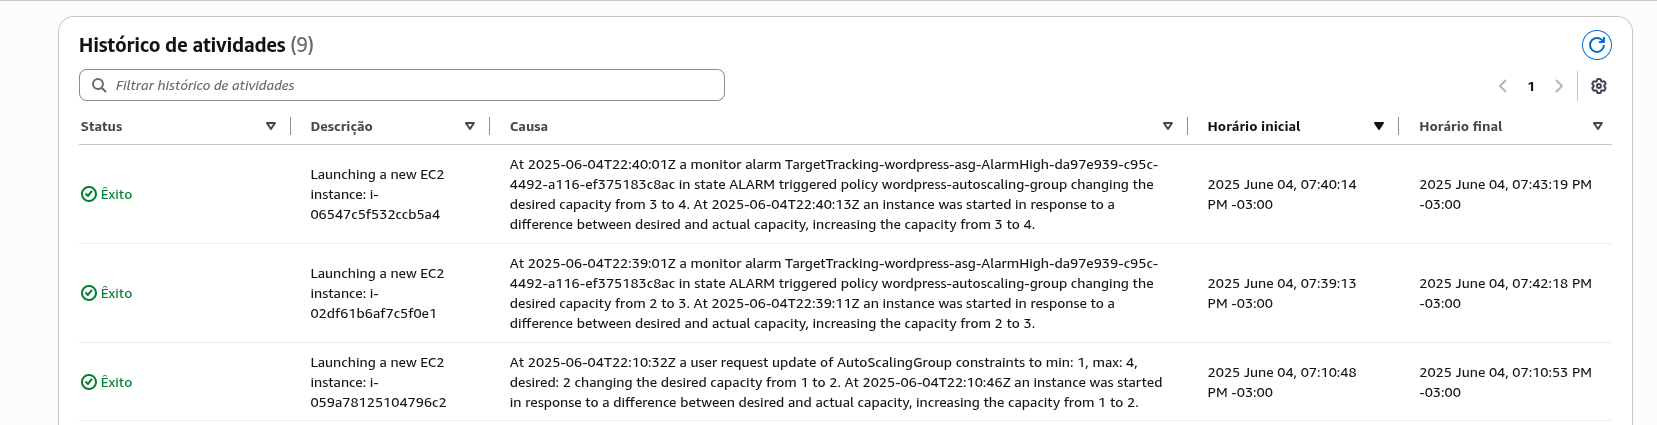 Histórico de atividades (9)
Filtrar histórico de atividades
1
Status
Descrição
Causa
Horário inicial
Horário final
Êxito
Launching a new EC2
instance: i-
06547c5f532ccb5a4
At 2025-06-04T22:40:01Z a monitor alarm TargetTracking-wordpress-asg-AlarmHigh-da97e939-c95c-
4492-a116-ef375183c8ac in state ALARM triggered policy wordpress-autoscaling-group changing the
desired capacity from 3 to 4. At 2025-06-04T22:40:13Z an instance was started in response to a
difference between desired and actual capacity, increasing the capacity from 3 to 4.
2025 June 04, 07:40:14
PM -03:00
2025 June 04, 07:43:19 PM
-03:00
Êxito
Launching a new EC2
instance: i-
02df61b6af7c5f0e1
At 2025-06-04T22:39:01Z a monitor alarm TargetTracking-wordpress-asg-AlarmHigh-da97e939-c95c-
4492-a116-ef375183c8ac in state ALARM triggered policy wordpress-autoscaling-group changing the
desired capacity from 2 to 3. At 2025-06-04T22:39:11Z an instance was started in response to a
difference between desired and actual capacity, increasing the capacity from 2 to 3.
2025 June 04, 07:39:13
PM -03:00
2025 June 04, 07:42:18 PM
-03:00
Êxito
Launching a new EC2
instance: i-
059a78125104796c2
At 2025-06-04T22:10:32Z a user request update of AutoScalingGroup constraints to min: 1, max: 4,
desired: 2 changing the desired capacity from 1 to 2. At 2025-06-04T22:10:46Z an instance was started
in response to a difference between desired and actual capacity, increasing the capacity from 1 to 2.
2025 June 04, 07:10:48
PM -03:00
2025 June 04, 07:10:53 PM
-03:00